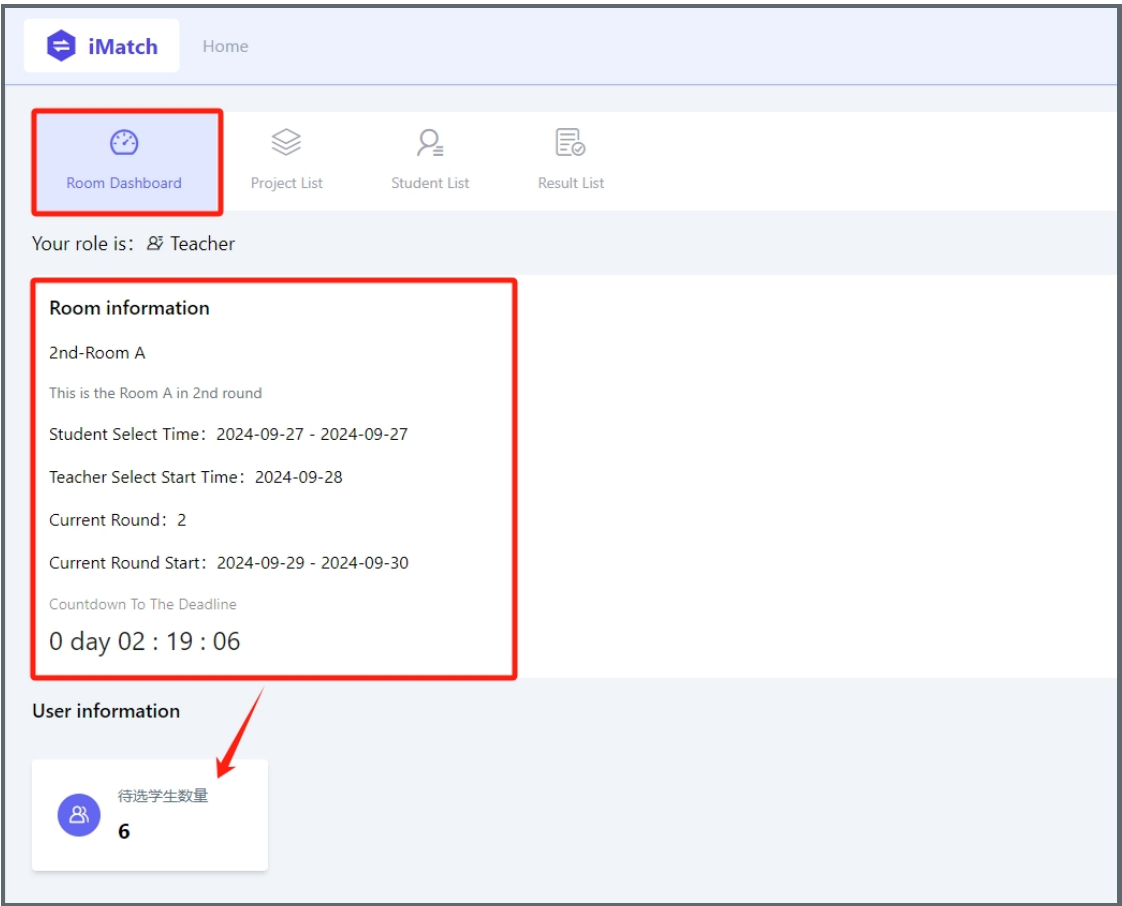 iMatch Home
Room Dashboard Project List Student List Result List
Your role is： Teacher
Room information
2nd-Room A
This is the Room A in 2nd round
Student Select Time：2024-09-27 - 2024-09-27
Teacher Select Start Time：2024-09-28
Current Round：2
Current Round Start：2024-09-29 - 2024-09-30
Countdown To The Deadline
0 day 02 : 19 : 06
User information
待选学生数量
6